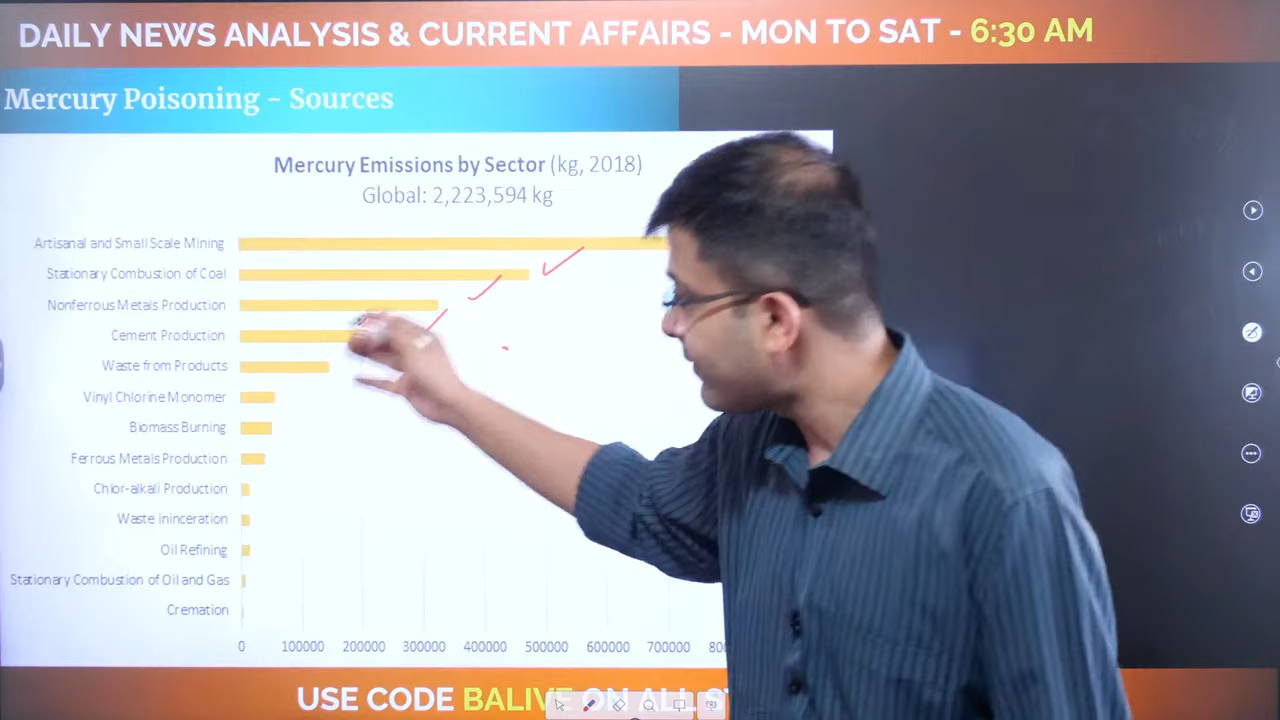 DAILY NEWS ANALYSIS & CURRENT AFFAIRS - MON TO SAT - 6:30 AM
Mercury Poisoning - Sources
Mercury Emissions by Sector (kg, 2018)
Global: 2,223,594 kg
Artisanal and Small Scale Mining
Stationary Combustion of Coal
Nonferrous Metals Production
Cement Production
Waste from Products
Vinyl Chlorine Monomer
Biomass Burning
Ferrous Metals Production
Chlor-alkali Production
Waste ininceration
Oil Refining
Stationary Combustion of Oil and Gas
Cremation
0 100000 200000 300000 400000 500000 600000 700000
USE CODE BALIVE ON ALL